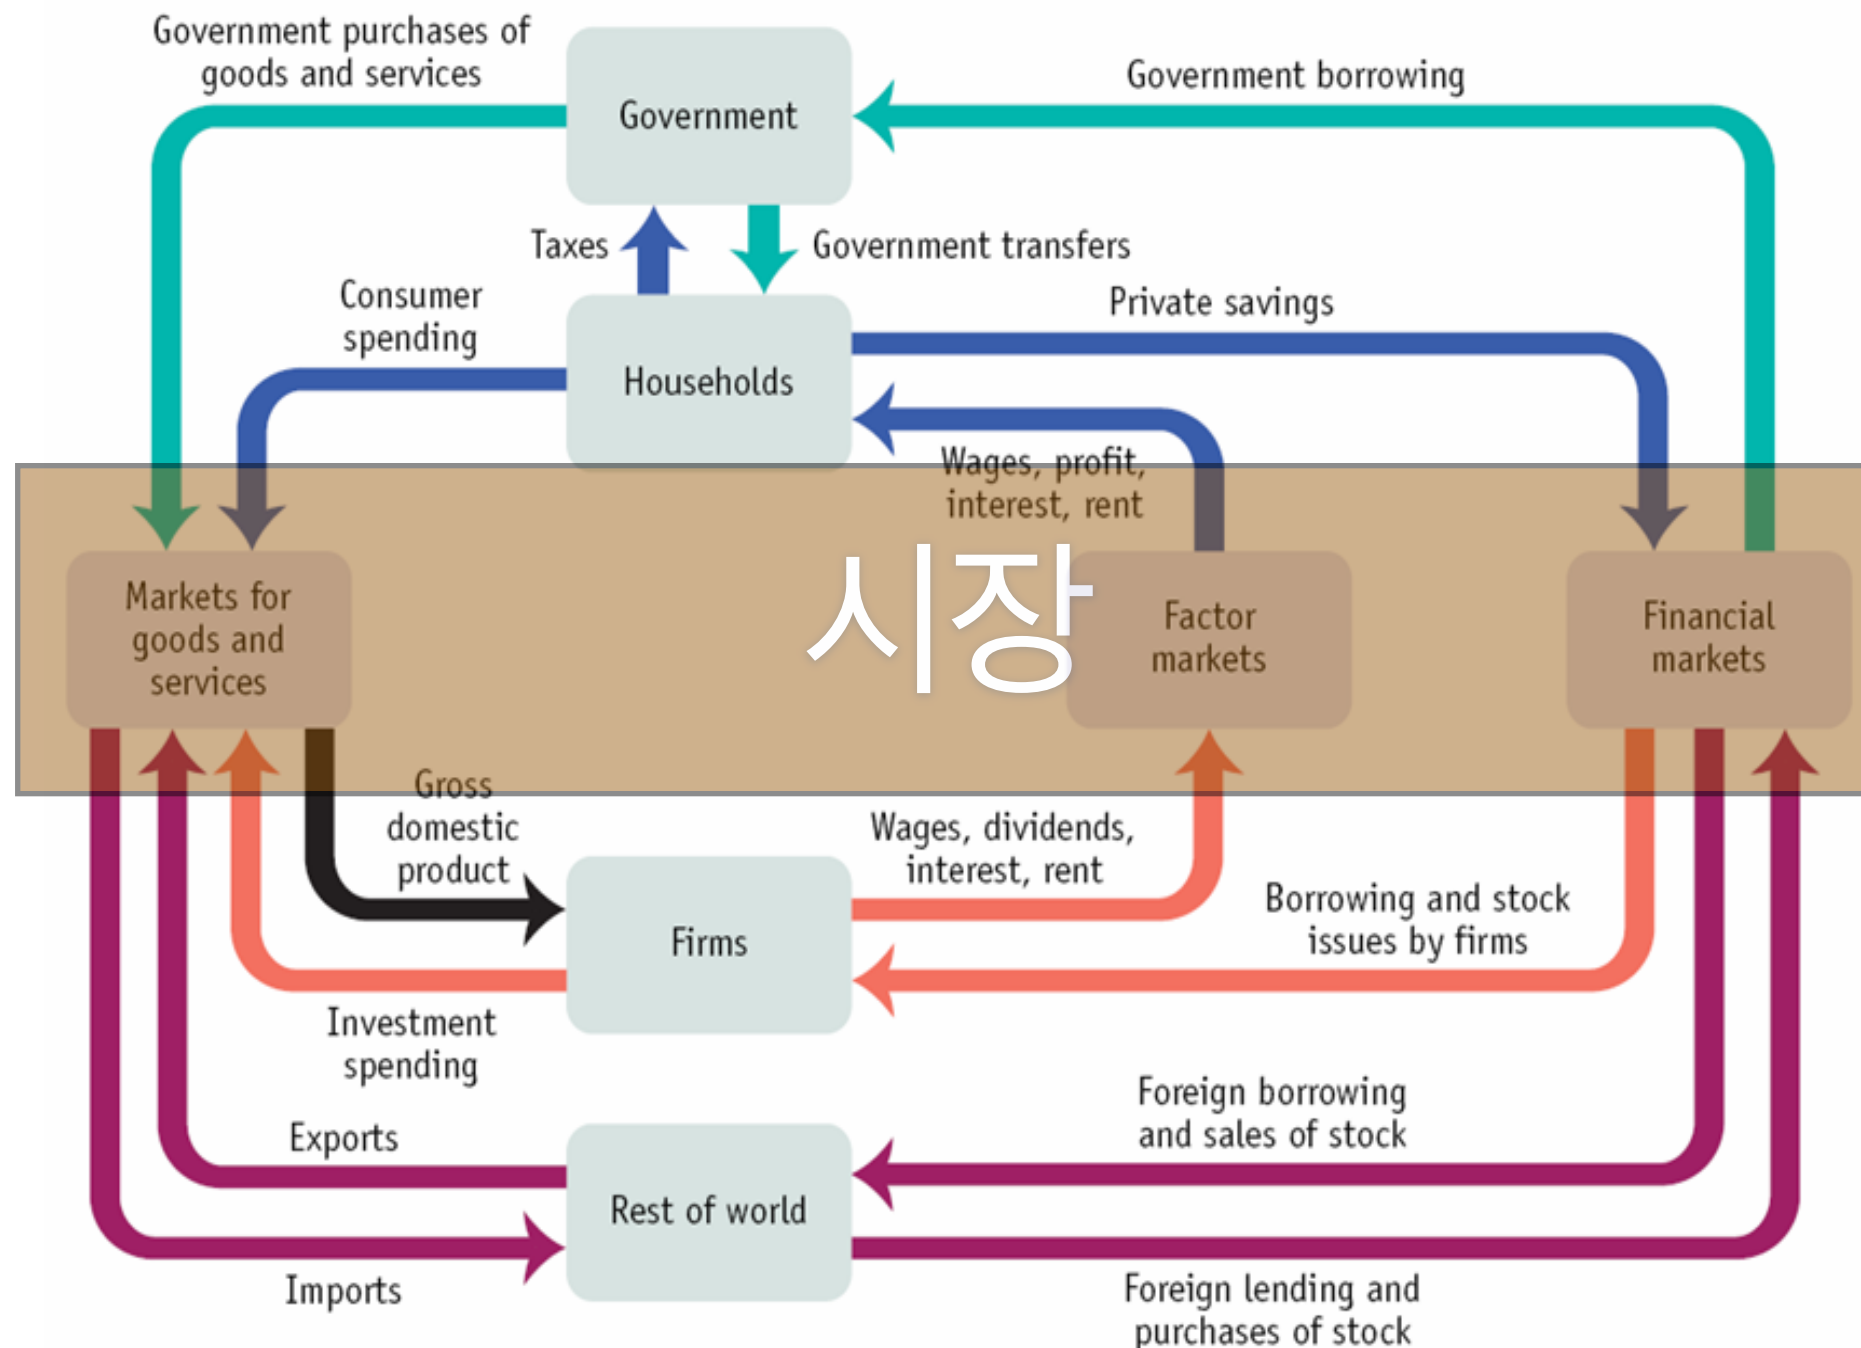 Government purchases of
goods and services
Government
Government borrowing
Taxes
Government transfers
Consumer
spending
Households
Private savings
Wages, profit,
interest, rent
Markets for
goods and
services
시장
Factor
markets
Financial
markets
Gross
domestic
product
Wages, dividends,
interest, rent
Firms
Borrowing and stock
issues by firms
Investment
spending
Exports
Foreign borrowing
and sales of stock
Rest of world
Imports
Foreign lending and
purchases of stock